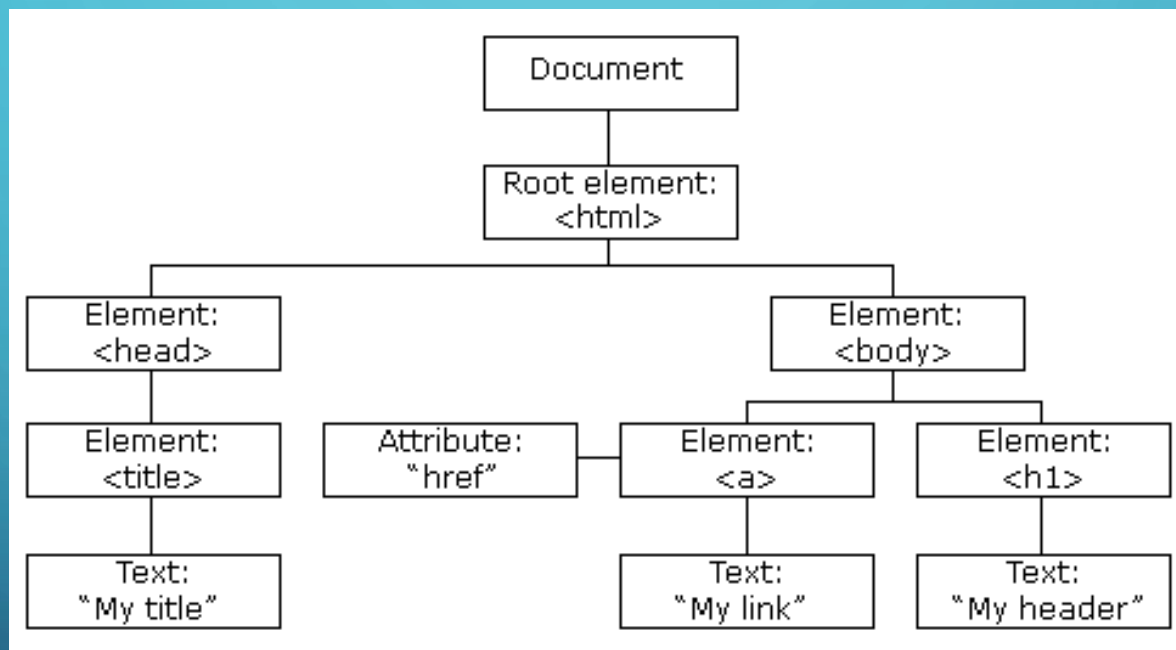 Document
Root element:
<html>
Element:
<head>
Element:
<body>
Element:
<title>
Attribute:
“href”
Element:
<a>
Element:
<h1>
Text:
“My title”
Text:
“My link”
Text:
“My header”